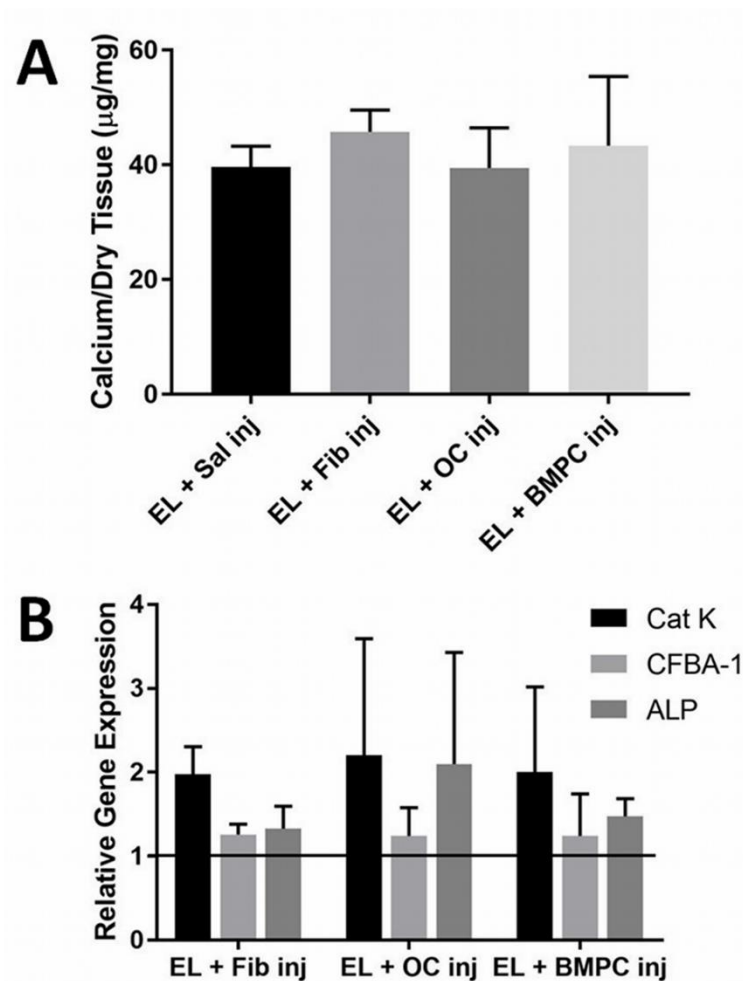 A
Calcium/Dry Tissue (µg/mg)
60
40
20
0
EL + Sal inj
EL + Fib inj
EL + OC inj
EL + BMPC inj
B
Relative Gene Expression
4
3
2
1
0
Cat K
CFBA-1
ALP
EL + Fib inj
EL + OC inj
EL + BMPC inj